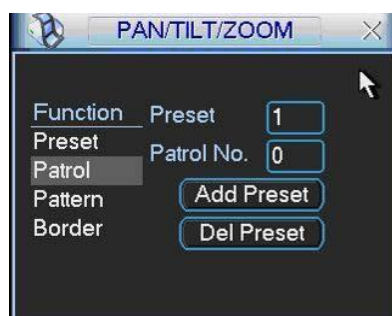 PAN/TILT/ZOOM
Function
Preset
Patrol
Pattern
Border
Preset 1
Patrol No. 0
Add Preset
Del Preset